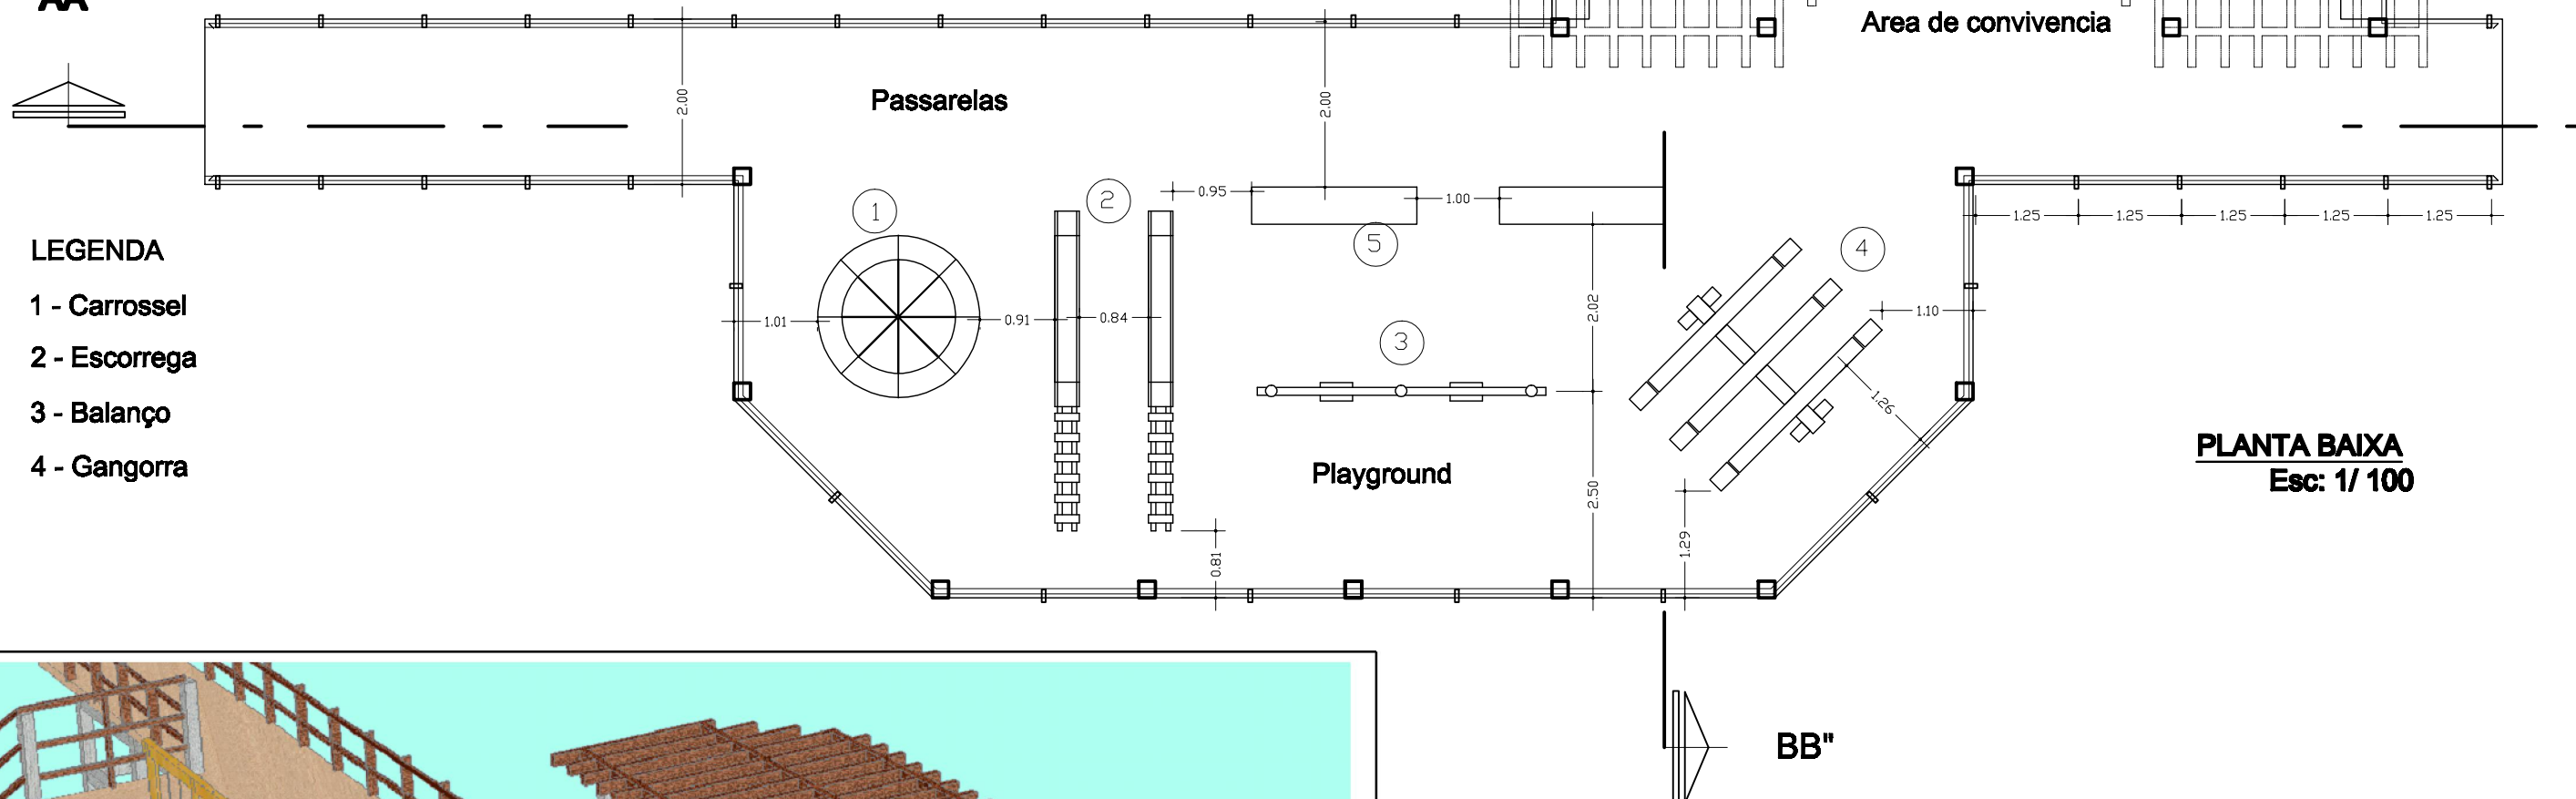 AA
Area de convivencia
Passarelas
2.00
2.00
1
2
0.95
1.00
5
4
1.25
1.25
1.25
1.25
1.25
LEGENDA
1 - Carrossel
2 - Escorrega
3 - Balanço
4 - Gangorra
1.01
0.91
0.84
2.02
1.10
3
1.26
Playground
2.50
1.29
0.81
PLANTA BAIXA
Esc: 1/ 100
BB"